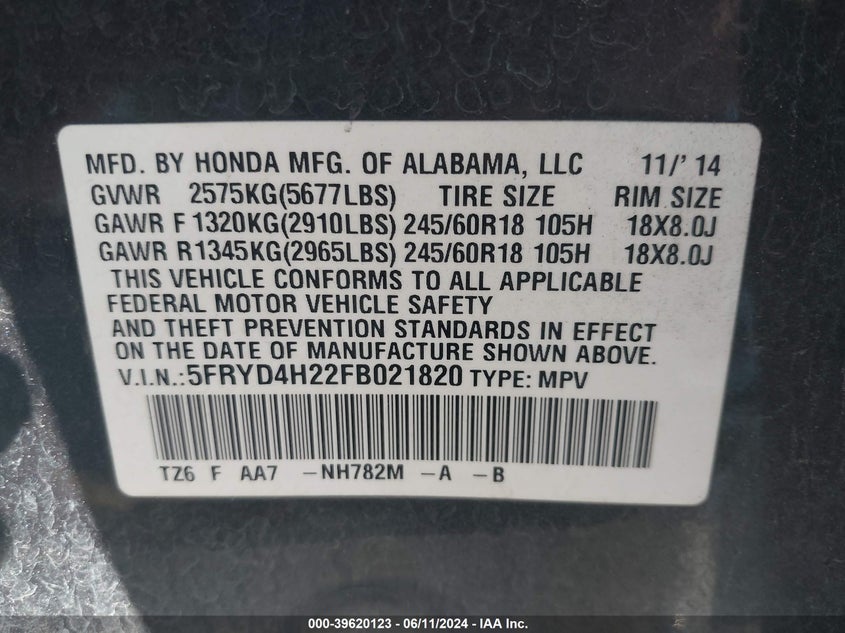 MFD. BY HONDA MFG. OF ALABAMA, LLC 11/' 14
GVWR 2575KG(5677LBS) TIRE SIZE RIM SIZE
GAWR F 1320KG(2910LBS) 245/60R18 105H 18X8.0J
GAWR R1345KG(2965LBS) 245/60R18 105H 18X8.0J
THIS VEHICLE CONFORMS TO ALL APPLICABLE
FEDERAL MOTOR VEHICLE SAFETY
AND THEFT PREVENTION STANDARDS IN EFFECT
ON THE DATE OF MANUFACTURE SHOWN ABOVE.
V.I.N.:5FRYD4H22FB021820 TYPE: MPV
TZ6 F AA7 -NH782M -A -B
000-39620123 - 06/11/2024 - IAA Inc.